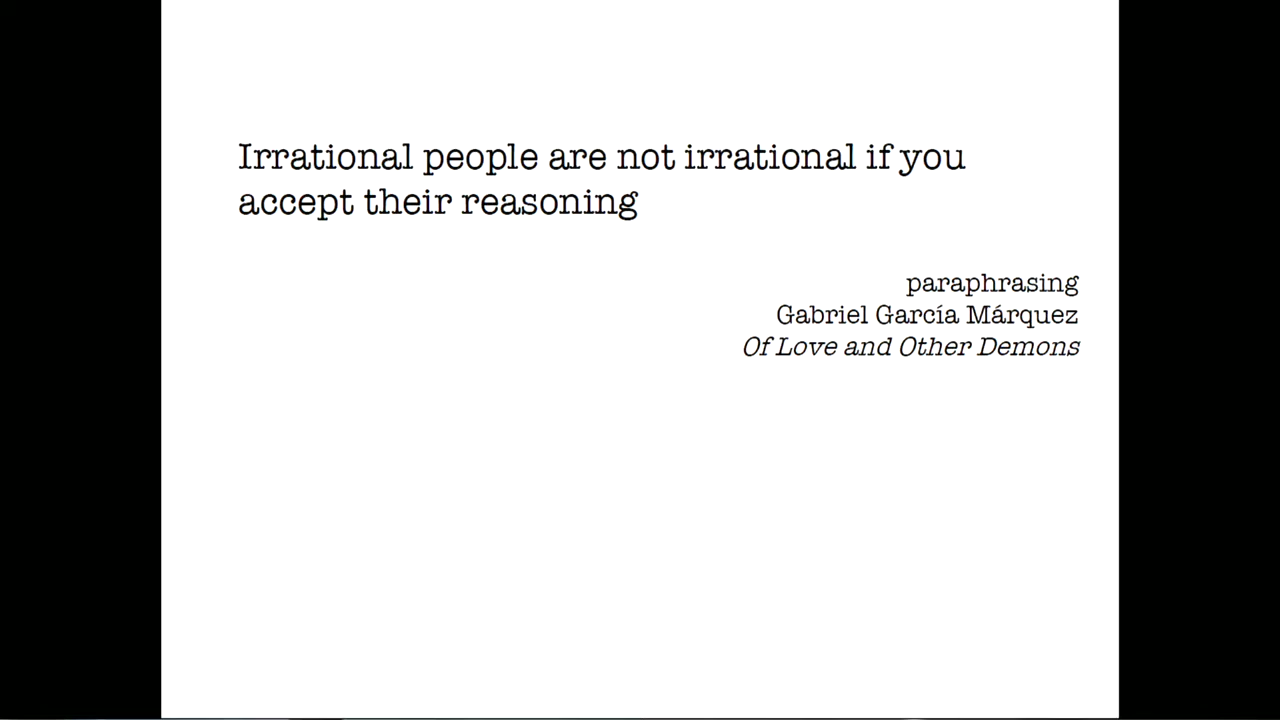 Irrational people are not irrational if you
accept their reasoning
paraphrasing
Gabriel García Márquez
Of Love and Other Demons